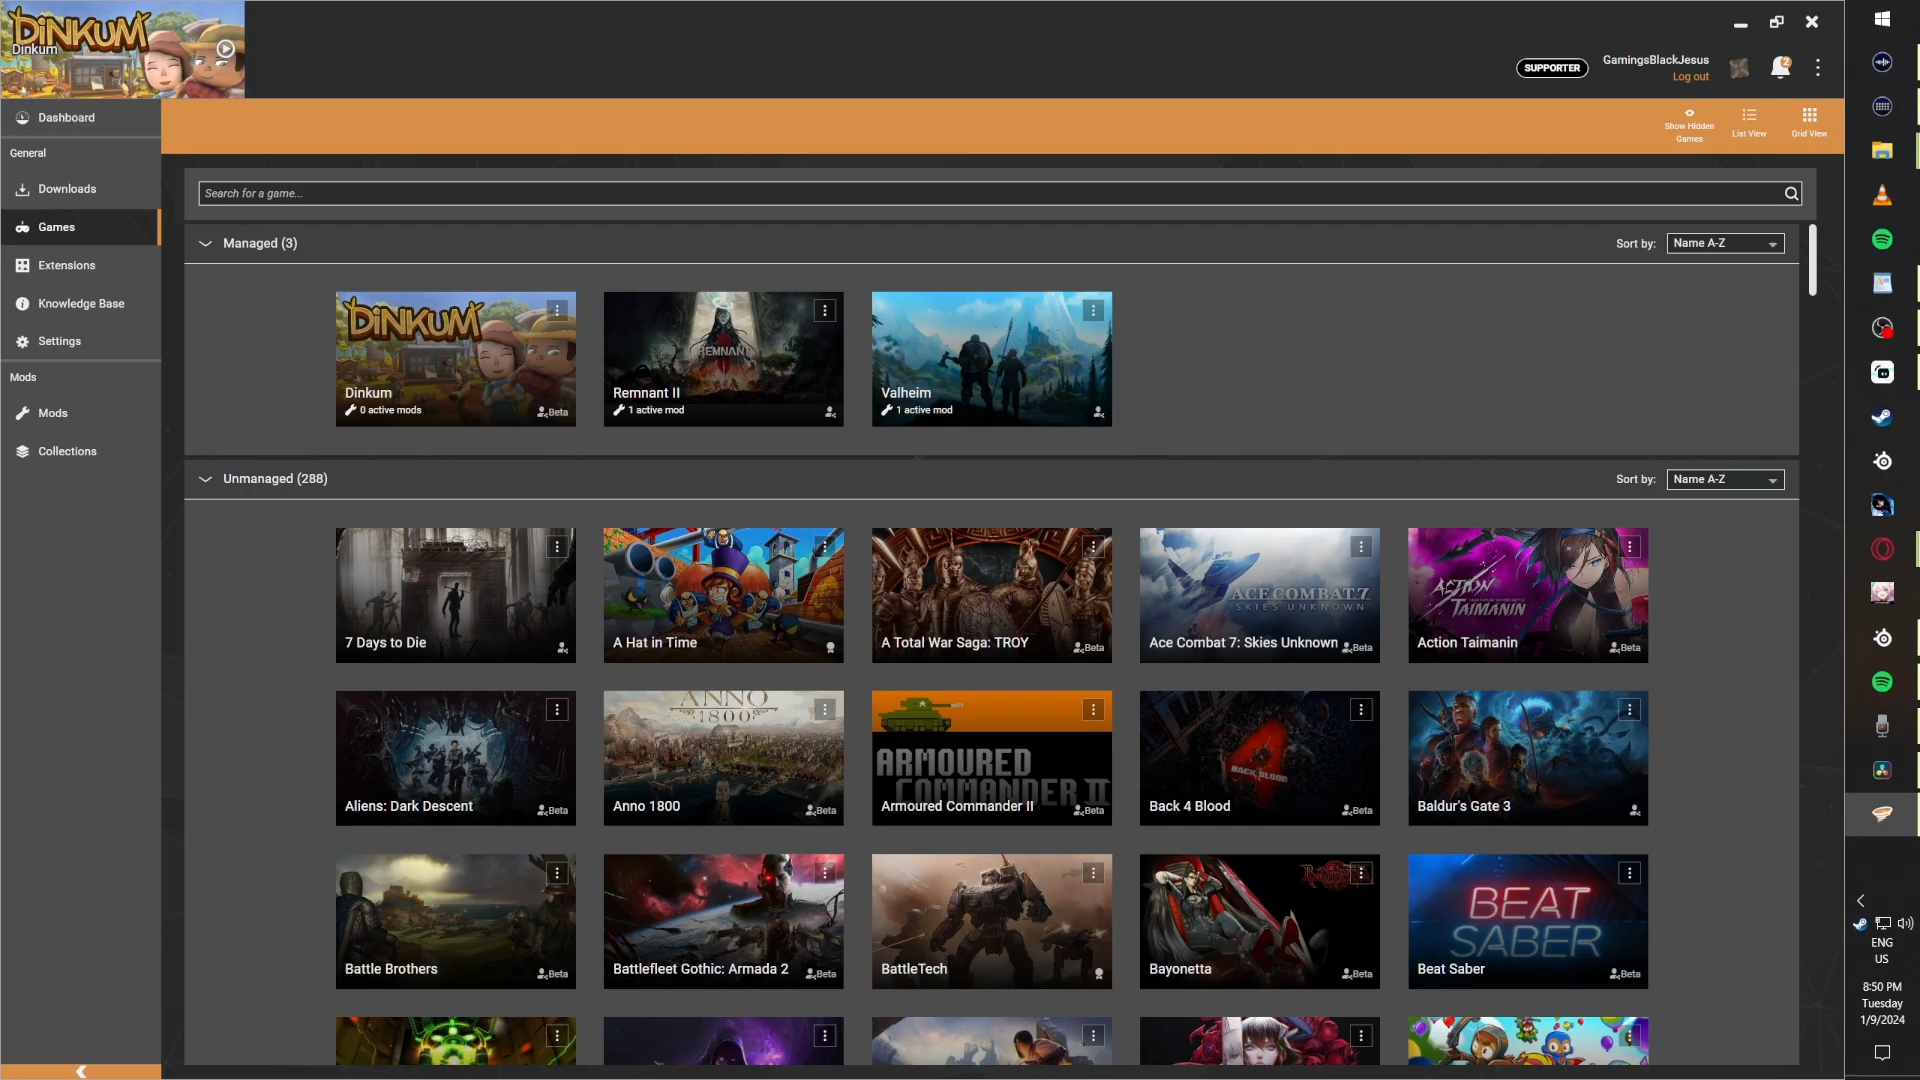 DINKUM
Dinkum
SUPPORTER
GamingsBlackJesus
Log out
2
Show Hidden
Games
List View
Grid View
Dashboard
General
Downloads
Games
Extensions
Knowledge Base
Settings
Mods
Mods
Collections
Search for a game...
Managed (3)
Sort by:
Name A-Z
DINKUM
Dinkum
0 active mods
Beta
REMNANT
Remnant II
1 active mod
Valheim
1 active mod
Unmanaged (288)
Sort by:
Name A-Z
7 Days to Die
A Hat in Time
A Total War Saga: TROY
Beta
ACE COMBAT 7
SKIES UNKNOWN
Ace Combat 7: Skies Unknown
Beta
ACTION
TAIMANIN
Action Taimanin
Beta
Aliens: Dark Descent
Beta
ANNO
1800
Anno 1800
Beta
ARMOURED
COMMANDER II
Armoured Commander II
Beta
BACK BLOOD
Back 4 Blood
Beta
Baldur's Gate 3
Battle Brothers
Beta
Battlefleet Gothic: Armada 2
Beta
BattleTech
Bayonetta
Beta
BEAT
SABER
Beat Saber
Beta
ENG
US
8:50 PM
Tuesday
1/9/2024